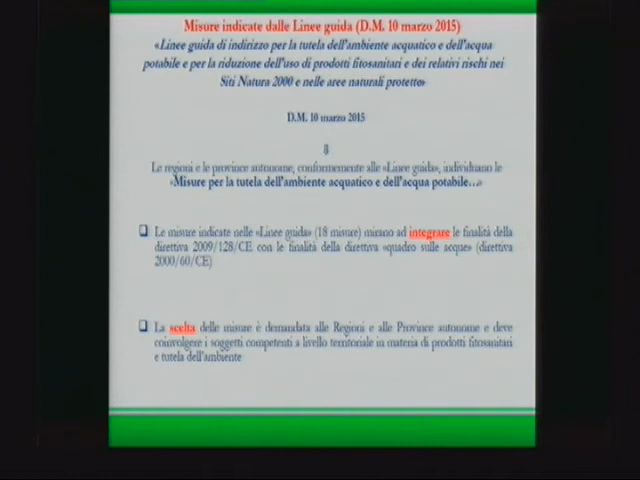 Misure indicate dalle Linee guida (D.M. 10 marzo 2015)
«Linee guida di indirizzo per la tutela dell'ambiente acquatico e dell'acqua
potabile e per la riduzione dell'uso di prodotti fitosanitari e dei relativi rischi nei
Siti Natura 2000 e nelle aree naturali protette»
D.M. 10 marzo 2015
⇓
Le regioni e le province autonome, conformemente alle «Linee guida», individuano le
«Misure per la tutela dell'ambiente acquatico e dell'acqua potabile…»
❑ Le misure indicate nelle «Linee guida» (18 misure) mirano ad integrare le finalità della
direttiva 2009/128/CE con le finalità della direttiva «quadro sulle acque» (direttiva
2000/60/CE)
❑ La scelta delle misure è demandata alle Regioni e alle Province autonome e deve
coinvolgere i soggetti competenti a livello territoriale in materia di prodotti fitosanitari
e tutela dell'ambiente